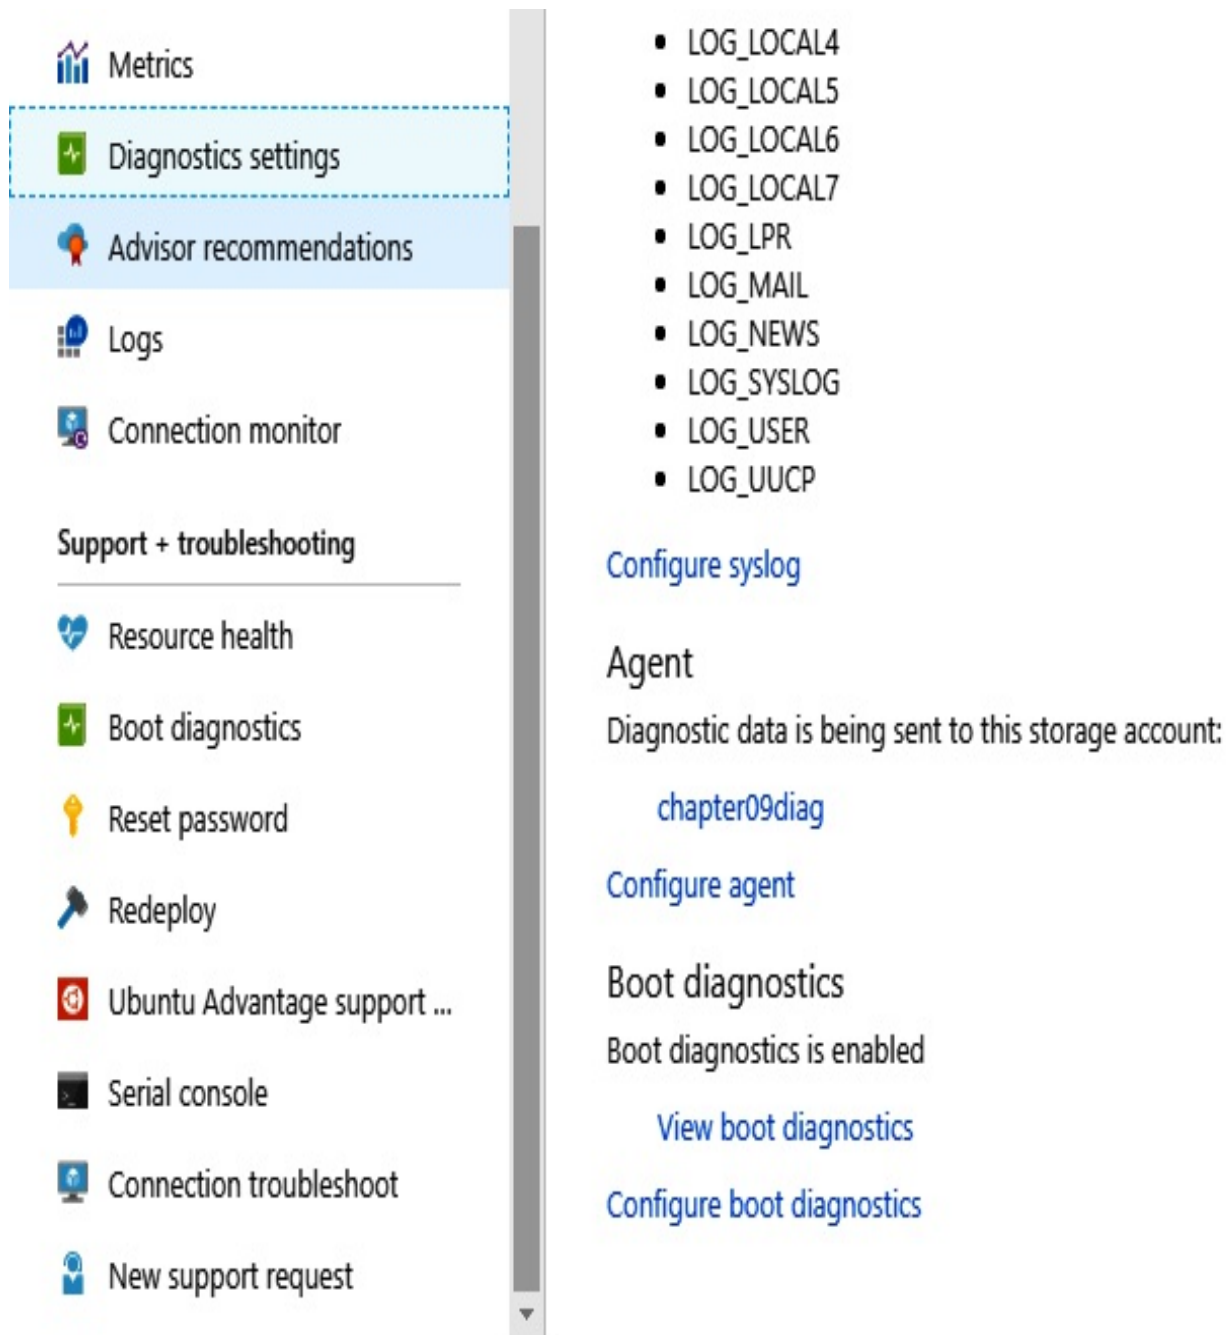 Metrics
Diagnostics settings
Advisor recommendations
Logs
Connection monitor
Support + troubleshooting
Resource health
Boot diagnostics
Reset password
Redeploy
Ubuntu Advantage support ...
Serial console
Connection troubleshoot
New support request
• LOG_LOCAL4
• LOG_LOCAL5
• LOG_LOCAL6
• LOG_LOCAL7
• LOG_LPR
• LOG_MAIL
• LOG_NEWS
• LOG_SYSLOG
• LOG_USER
• LOG_UUCP
Configure syslog
Agent
Diagnostic data is being sent to this storage account:
chapter09diag
Configure agent
Boot diagnostics
Boot diagnostics is enabled
View boot diagnostics
Configure boot diagnostics